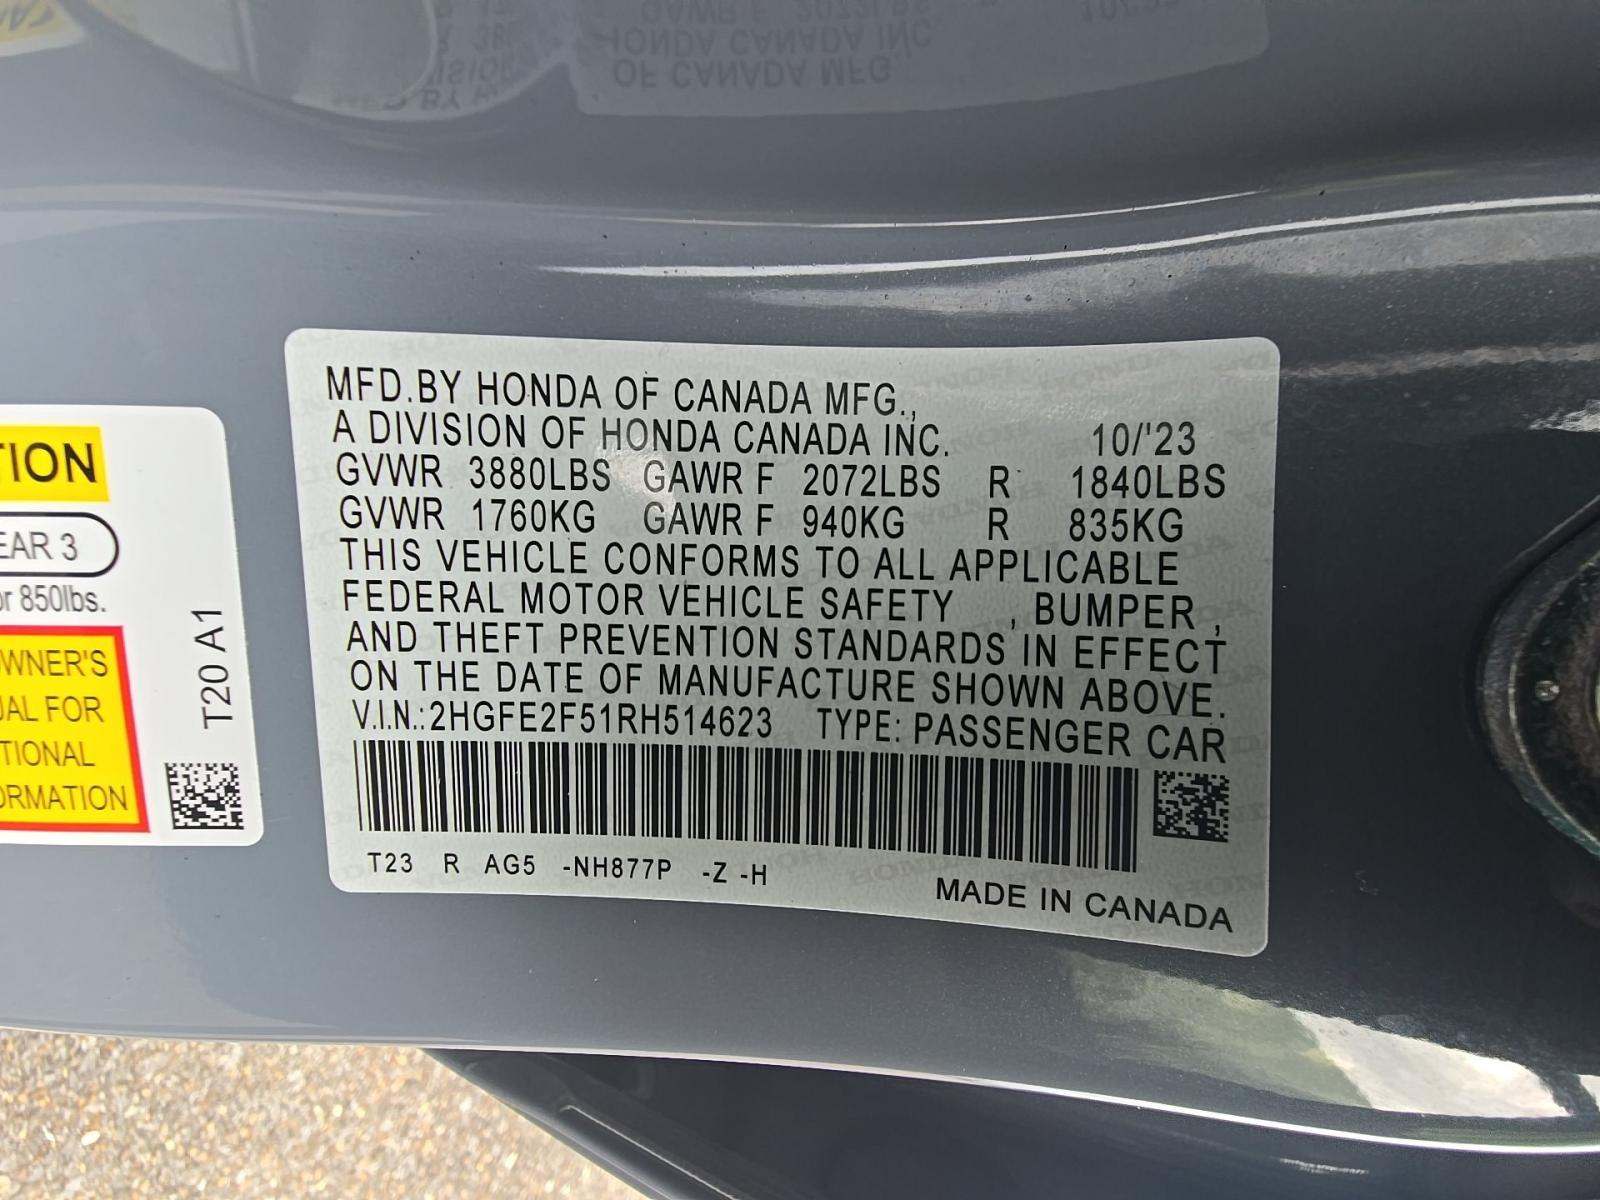 MFD.BY HONDA OF CANADA MFG.,
A DIVISION OF HONDA CANADA INC. 10/'23
GVWR 3880LBS GAWR F 2072LBS R 1840LBS
GVWR 1760KG GAWR F 940KG R 835KG
THIS VEHICLE CONFORMS TO ALL APPLICABLE
FEDERAL MOTOR VEHICLE SAFETY , BUMPER ,
AND THEFT PREVENTION STANDARDS IN EFFECT
ON THE DATE OF MANUFACTURE SHOWN ABOVE.
V.I.N.:2HGFE2F51RH514623 TYPE: PASSENGER CAR
T23 R AG5 -NH877P -Z -H
MADE IN CANADA
TION
EAR 3
or 850lbs.
WNER'S
UAL FOR
TIONAL
ORMATION
T20 A1